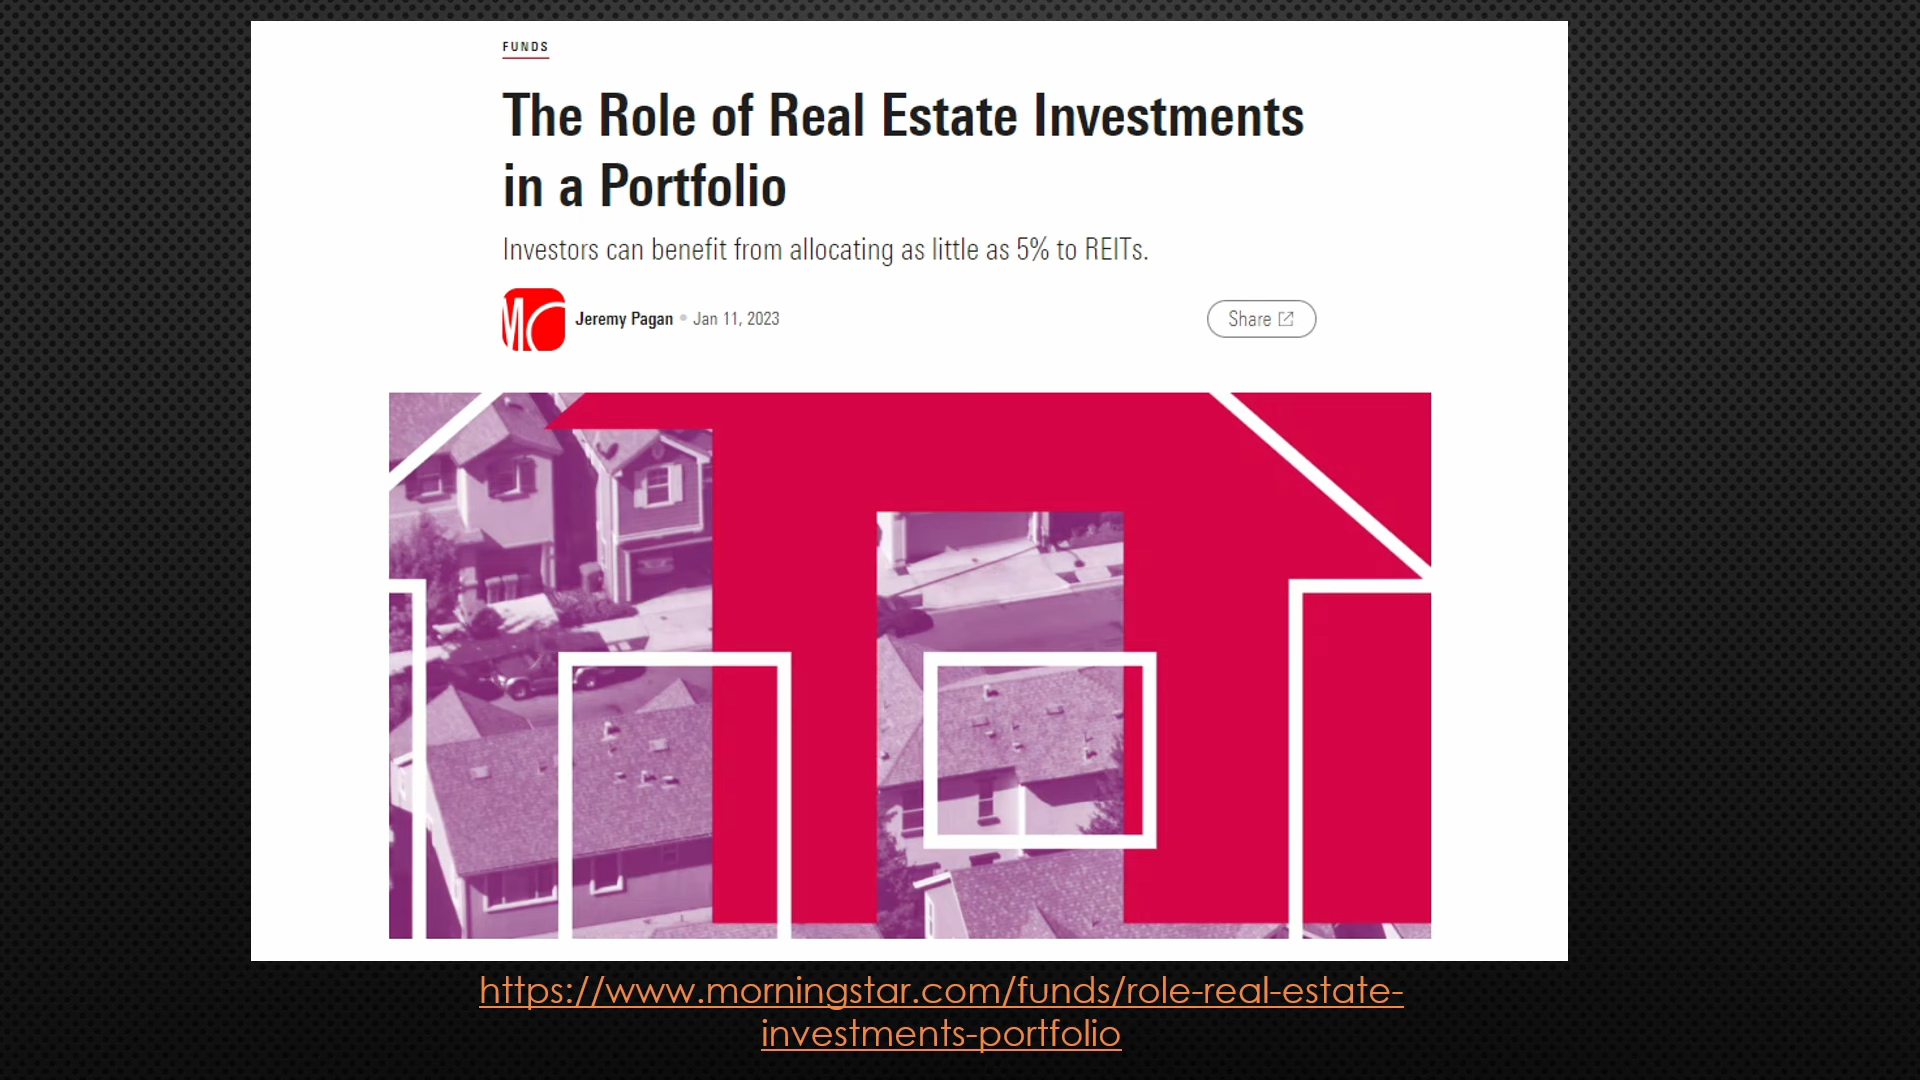 FUNDS
The Role of Real Estate Investments
in a Portfolio
Investors can benefit from allocating as little as 5% to REITs.
Jeremy Pagan • Jan 11, 2023
Share
https://www.morningstar.com/funds/role-real-estate-
investments-portfolio